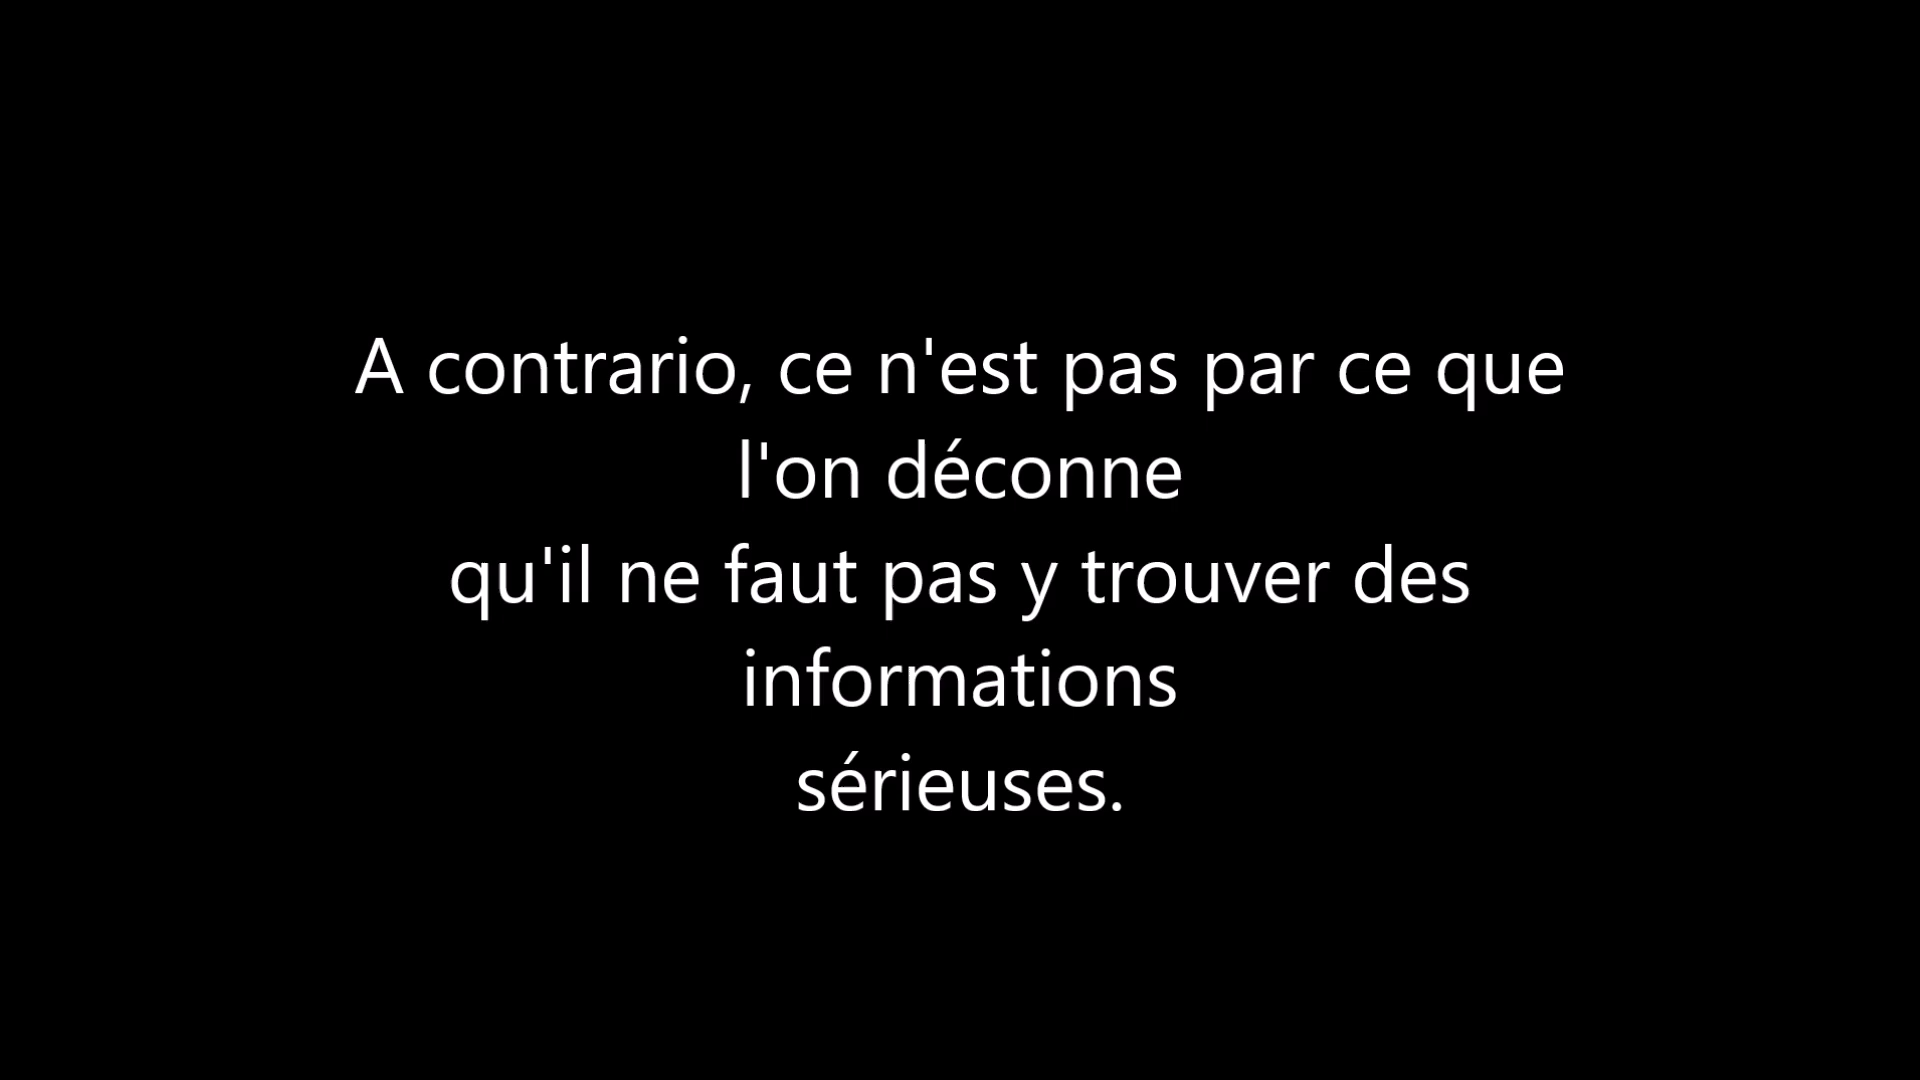 A contrario, ce n'est pas par ce que
l'on déconne
qu'il ne faut pas y trouver des
informations
sérieuses.